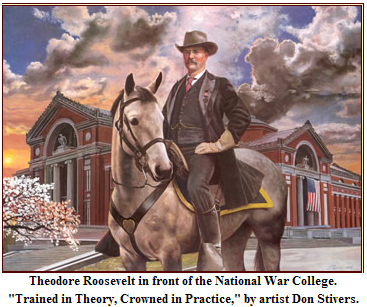 Theodore Roosevelt in front of the National War College.
"Trained in Theory, Crowned in Practice," by artist Don Stivers.